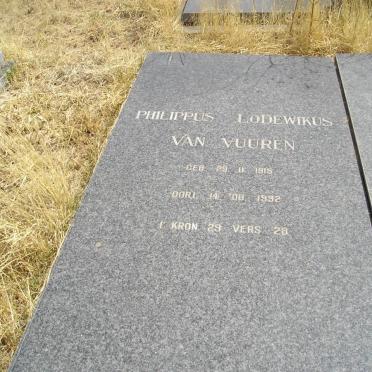 PHILIPPUS LODEWIKUS
VAN VUUREN
GEB 29 11 1915
OORL 14 08 1992
1 KRON 29 VERS 28